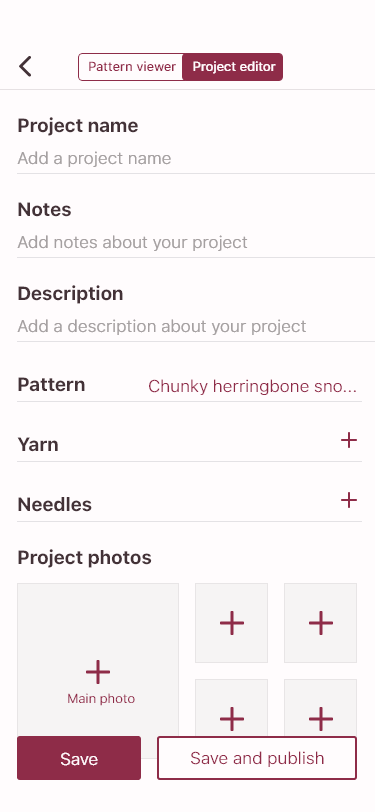 Pattern viewer Project editor
Project name
Add a project name
Notes
Add notes about your project
Description
Add a description about your project
Pattern Chunky herringbone sno...
Yarn
Needles
Project photos
Main photo
Save Save and publish